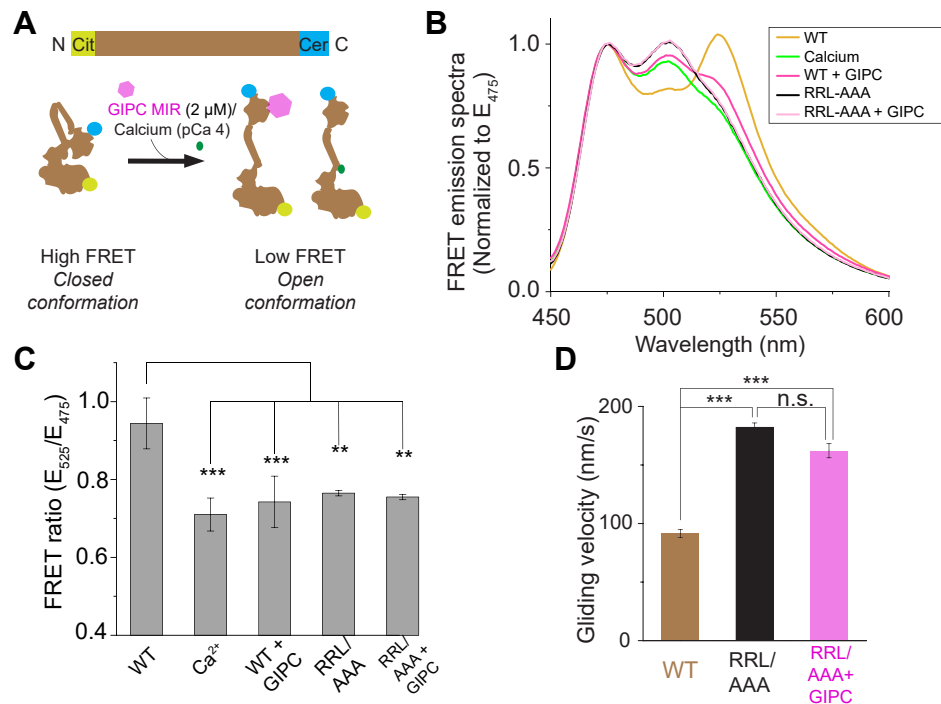 A
N Cit Cer C
GIPC MIR (2 μM)/
Calcium (pCa 4)
High FRET
Closed
conformation
Low FRET
Open
conformation
B
FRET emission spectra
(Normalized to E475)
1.0
0.5
0.0
450 500 550 600
Wavelength (nm)
WT
Calcium
WT + GIPC
RRL-AAA
RRL-AAA + GIPC
C
FRET ratio (E525/E475)
1.0
0.8
0.6
0.4
***
***
**
**
WT
Ca²⁺
WT +
GIPC
RRL/
AAA
RRL/
AAA +
GIPC
D
Gliding velocity (nm/s)
200
100
0
***
***
n.s.
WT
RRL/
AAA
RRL/
AAA+
GIPC